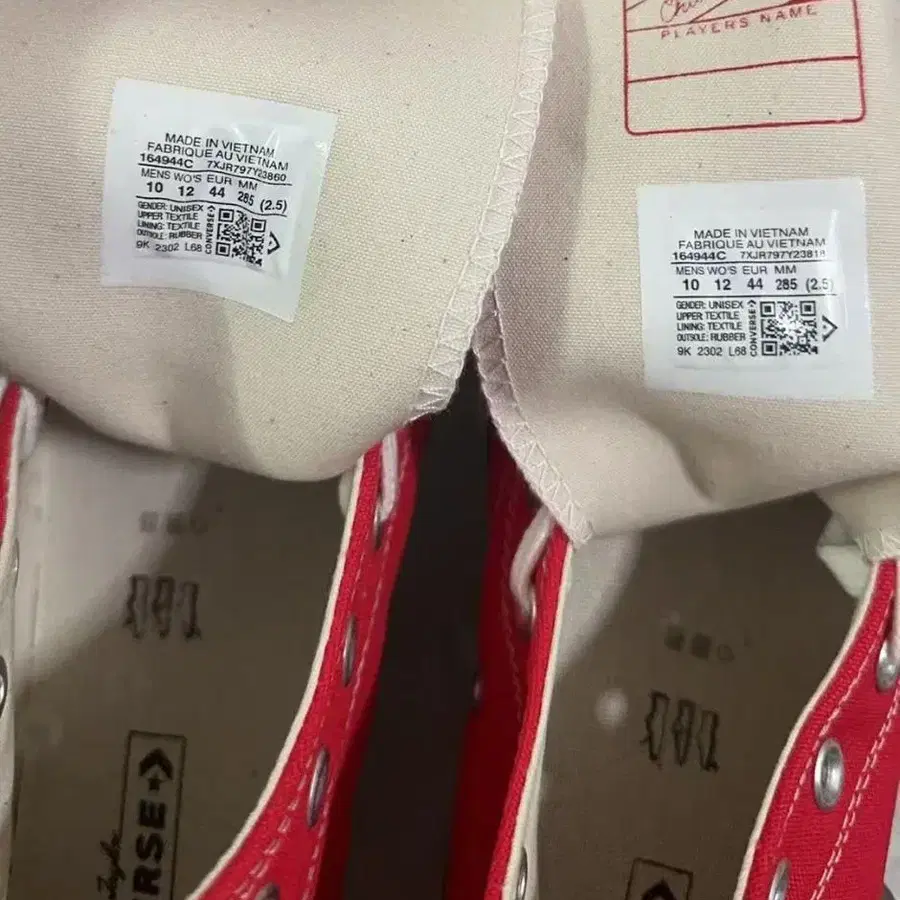 MADE IN VIETNAM
FABRIQUE AU VIETNAM
164944C 7XJR797Y23860
MENS WO'S EUR MM
10 12 44 285 (2.5)
GENDER: UNISEX
UPPER: TEXTILE
LINING: TEXTILE
OUTSOLE: RUBBER
9K 2302 L68
CONVERSE
PLAYERS NAME
MADE IN VIETNAM
FABRIQUE AU VIETNAM
164944C 7XJR797Y23818
MENS WO'S EUR MM
10 12 44 285 (2.5)
GENDER: UNISEX
UPPER: TEXTILE
LINING: TEXTILE
OUTSOLE: RUBBER
9K 2302 L68
CONVERSE
ERSE